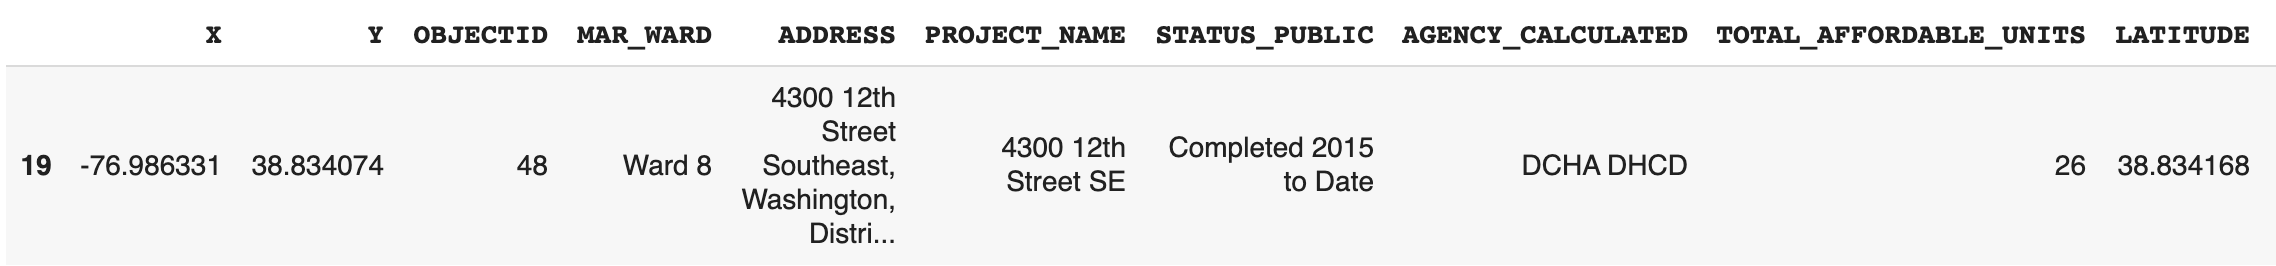 X Y OBJECTID MAR_WARD ADDRESS PROJECT_NAME STATUS_PUBLIC AGENCY_CALCULATED TOTAL_AFFORDABLE_UNITS LATITUDE
19 -76.986331 38.834074 48 Ward 8
4300 12th
Street
Southeast,
Washington,
Distri...
4300 12th
Street SE
Completed 2015
to Date
DCHA DHCD 26 38.834168